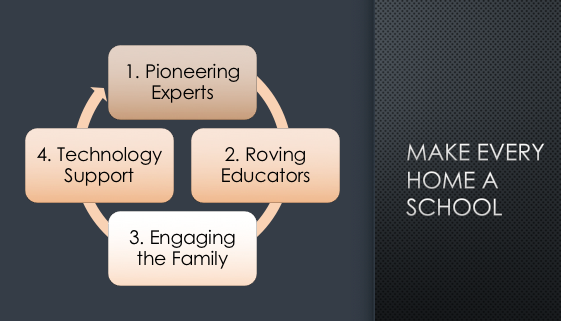 1. Pioneering
Experts
2. Roving
Educators
3. Engaging
the Family
4. Technology
Support
MAKE EVERY
HOME A
SCHOOL